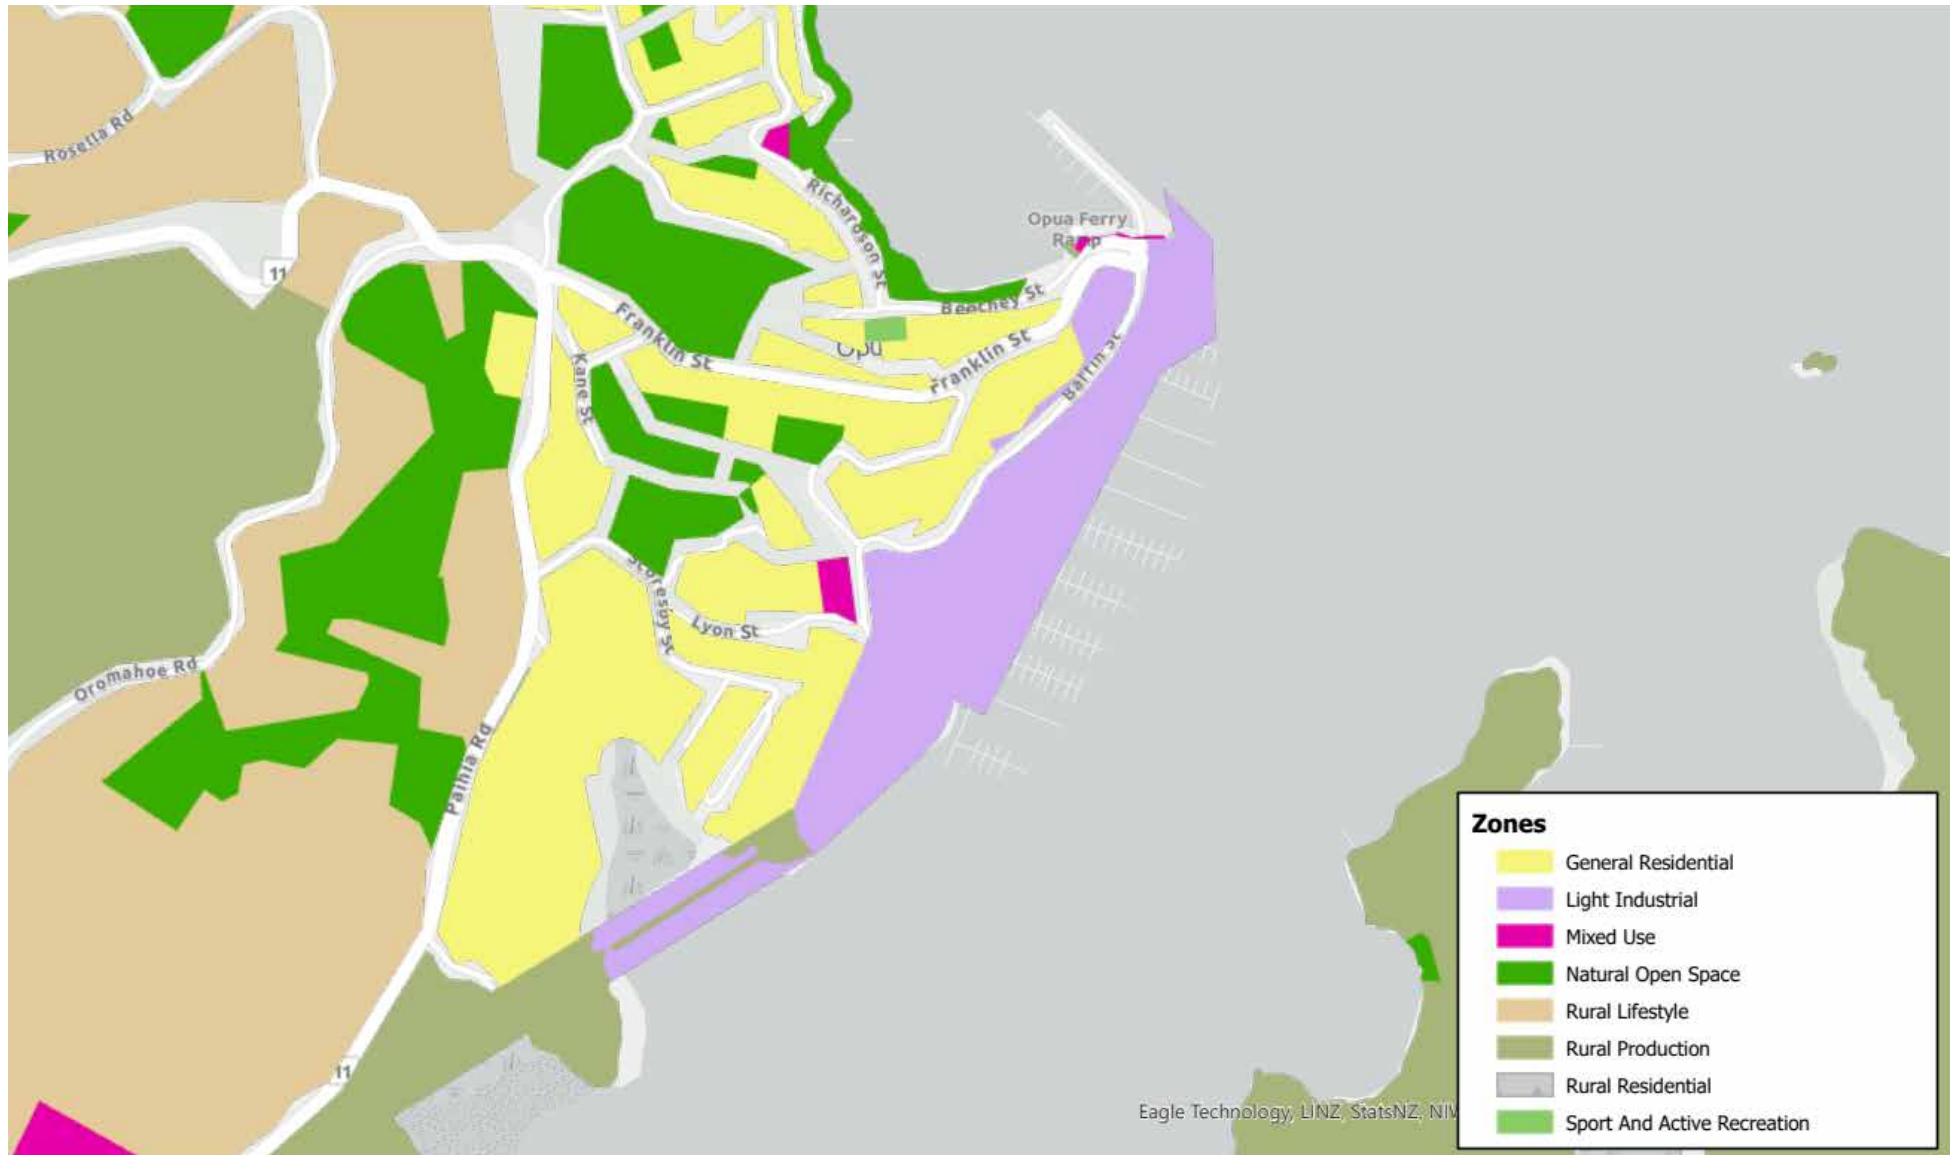 Rosella Rd
11
Richardson St
Opua Ferry
Ramp
Beechey St
Franklin St
Opu
Franklin St
Kane St
Barrin St
Scoresby St
Lyon St
Oromahoe Rd
Paihia Rd
11
Zones
General Residential
Light Industrial
Mixed Use
Natural Open Space
Rural Lifestyle
Rural Production
Rural Residential
Sport And Active Recreation
Eagle Technology, LINZ, StatsNZ, NIW